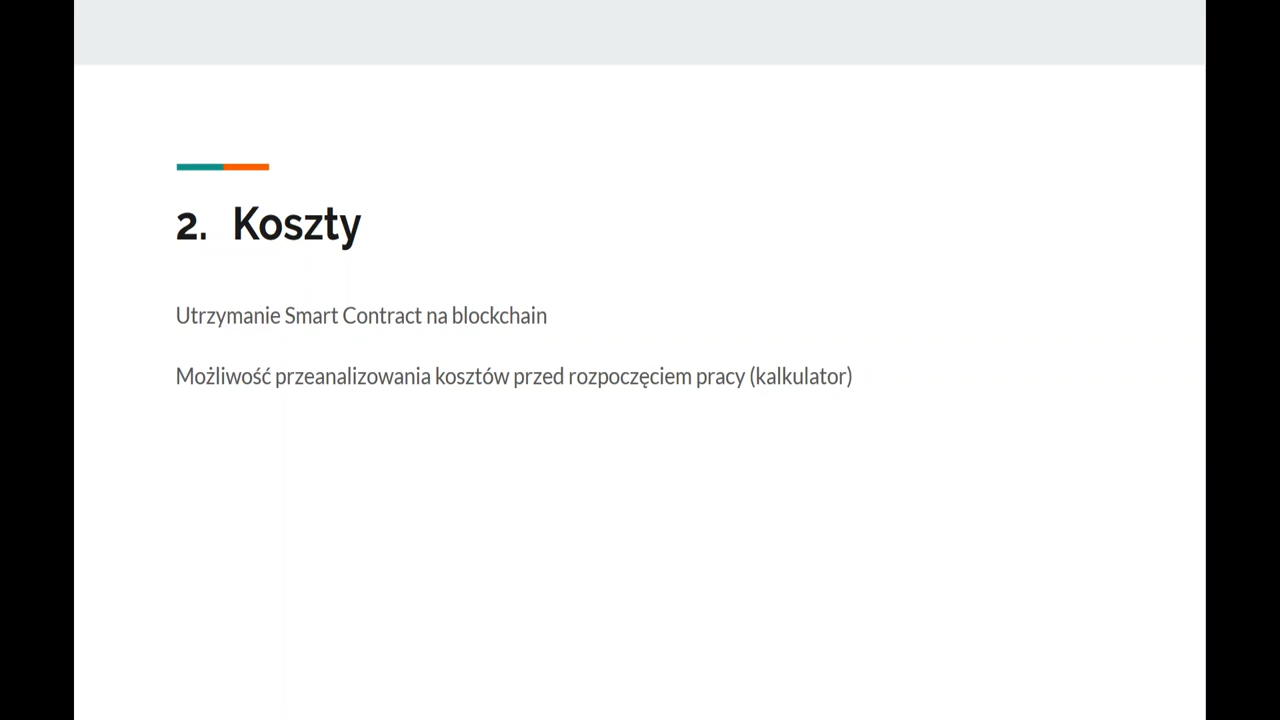 2. Koszty
Utrzymanie Smart Contract na blockchain
Możliwość przeanalizowania kosztów przed rozpoczęciem pracy (kalkulator)